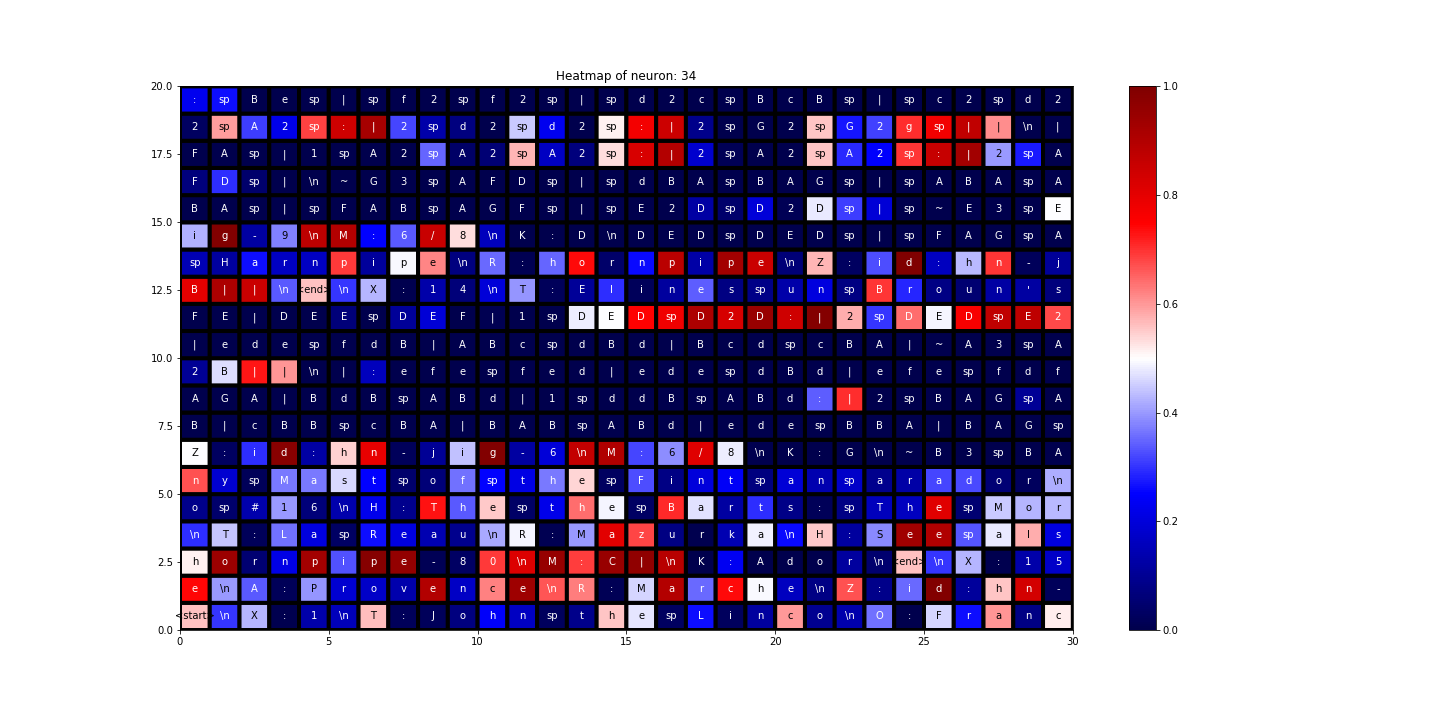 Heatmap of neuron: 34
: sp B e sp | sp f 2 sp f 2 sp | sp d 2 c sp B c B sp | sp c 2 sp d 2
2 sp A 2 sp : | 2 sp d 2 sp d 2 sp : | 2 sp G 2 sp G 2 g sp | | \n |
F A sp | 1 sp A 2 sp A 2 sp A 2 sp : | 2 sp A 2 sp A 2 sp : | 2 sp A
F D sp | \n ~ G 3 sp A F D sp | sp d B A sp B A G sp | sp A B A sp A
B A sp | sp F A B sp A G F sp | sp E 2 D sp D 2 D sp | sp ~ E 3 sp E
i g - 9 \n M : 6 / 8 \n K : D \n D E D sp D E D sp | sp F A G sp A
sp H a r n p i p e \n R : h o r n p i p e \n Z : i d : h n - j
B | | \n <end> \n X : 1 4 \n T : E l i n e s sp u n sp B r o u n ' s
F E | D E E sp D E F | 1 sp D E D sp D 2 D : | 2 sp D E D sp E 2
| e d e sp f d B | A B c sp d B d | B c d sp c B A | ~ A 3 sp A
2 B | | \n | : e f e sp f e d | e d e sp d B d | e f e sp f d f
A G A | B d B sp A B d | 1 sp d d B sp A B d : | 2 sp B A G sp A
B | c B B sp c B A | B A B sp A B d | e d e sp B B A | B A G sp
Z : i d : h n - j i g - 6 \n M : 6 / 8 \n K : G \n ~ B 3 sp B A
n y sp M a s t sp o f sp t h e sp F i n t sp a n sp a r a d o r \n
o sp # 1 6 \n H : T h e sp t h e sp B a r t s : sp T h e sp M o r
\n T : L a sp R e a u \n R : M a z u r k a \n H : S e e sp a l s
h o r n p i p e - 8 0 \n M : C | \n K : A d o r \n <end> \n X : 1 5
e \n A : P r o v e n c e \n R : M a r c h e \n Z : i d : h n -
<start> \n X : 1 \n T : J o h n sp t h e sp L i n c o \n O : F r a n c
20.0
17.5
15.0
12.5
10.0
7.5
5.0
2.5
0.0
0 5 10 15 20 25 30
1.0
0.8
0.6
0.4
0.2
0.0